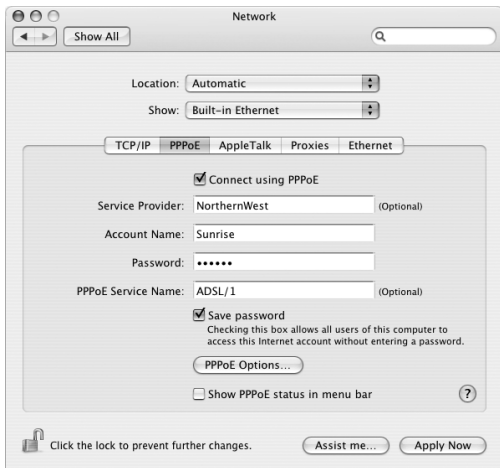 Network
Show All
Location: Automatic
Show: Built-in Ethernet
TCP/IP PPPoE AppleTalk Proxies Ethernet
Connect using PPPoE
Service Provider: NorthernWest (Optional)
Account Name: Sunrise
Password: ••••••
PPPoE Service Name: ADSL/1 (Optional)
Save password
Checking this box allows all users of this computer to
access this Internet account without entering a password.
PPPoE Options...
Show PPPoE status in menu bar ?
Click the lock to prevent further changes. Assist me... Apply Now